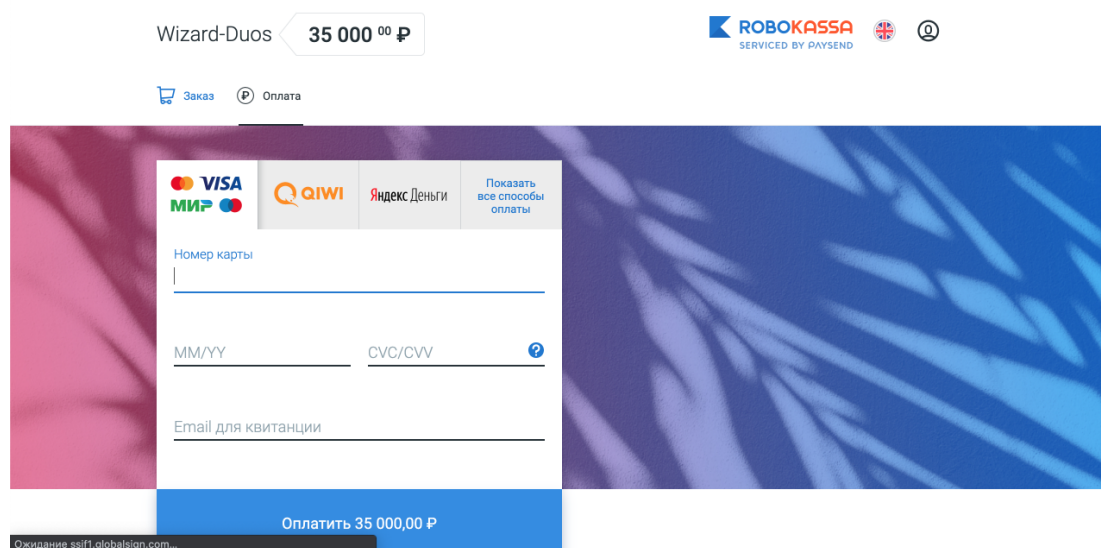 Wizard-Duos
35 000 00 ₽
ROBOKASSA
SERVICED BY PAYSEND
Заказ
₽ Оплата
VISA
МИР
QIWI
Яндекс Деньги
Показать
все способы
оплаты
Номер карты
MM/YY
CVC/CVV
?
Email для квитанции
Оплатить 35 000,00 ₽
Ожидание ssif1.globalsign.com...